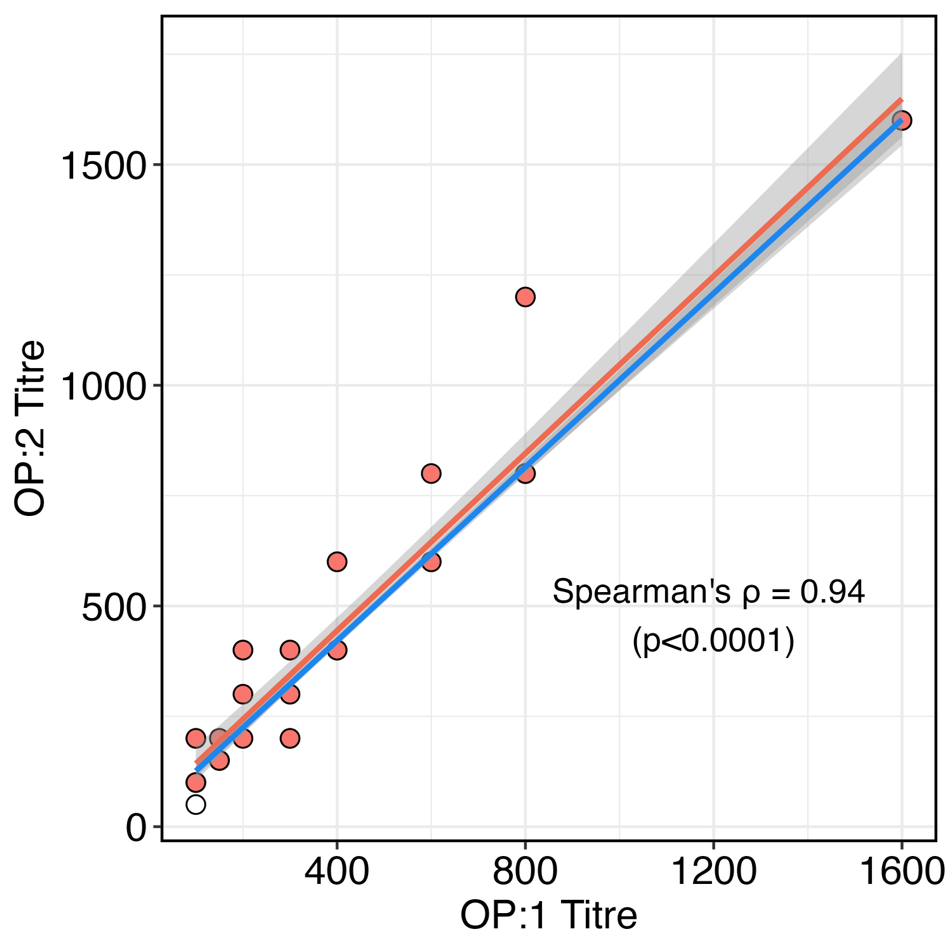 1500
1000
500
0
OP:2 Titre
Spearman's ρ = 0.94
(p<0.0001)
400 800 1200 1600
OP:1 Titre